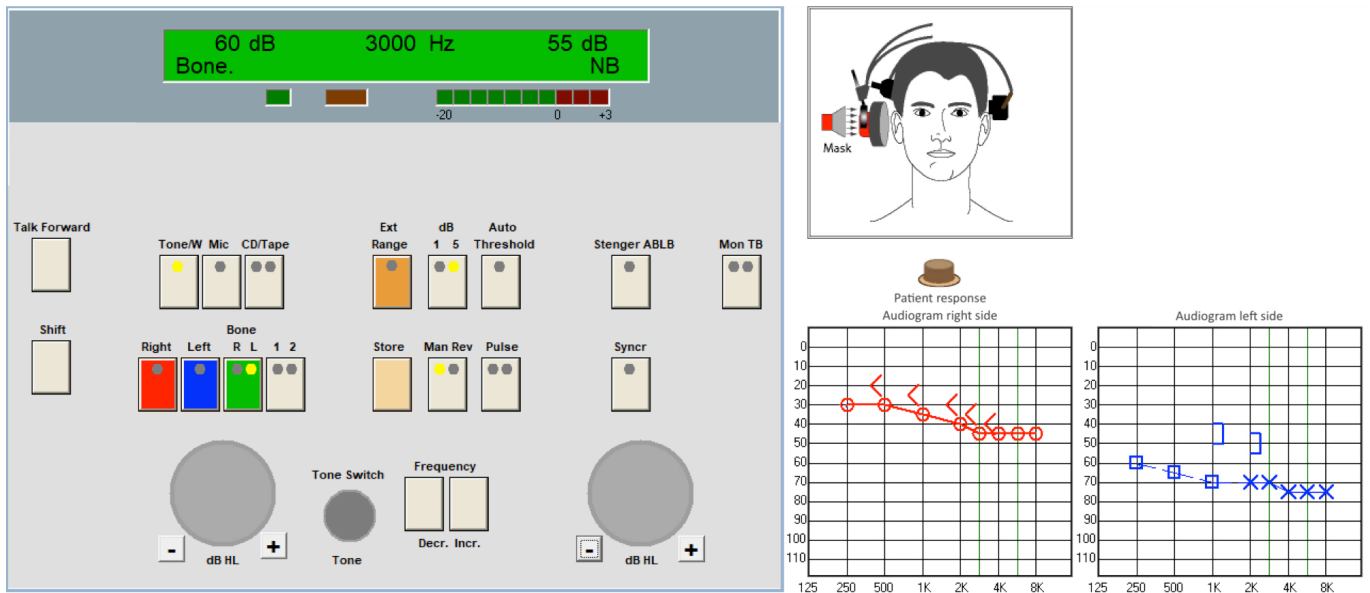 60 dB 3000 Hz 55 dB
Bone. NB
-20 0 +3
Mask
Talk Forward
Tone/W Mic CD/Tape
Ext Range
dB
1 5
Auto Threshold
Stenger ABLB
Mon TB
Shift
Right Left
Bone
R L
1 2
Store
Man Rev
Pulse
Syncr
Tone Switch
Tone
Frequency
Decr. Incr.
- dB HL +
- dB HL +
Patient response
Audiogram right side
0
10
20
30
40
50
60
70
80
90
100
110
125 250 500 1K 2K 4K 8K
Audiogram left side
0
10
20
30
40
50
60
70
80
90
100
110
125 250 500 1K 2K 4K 8K